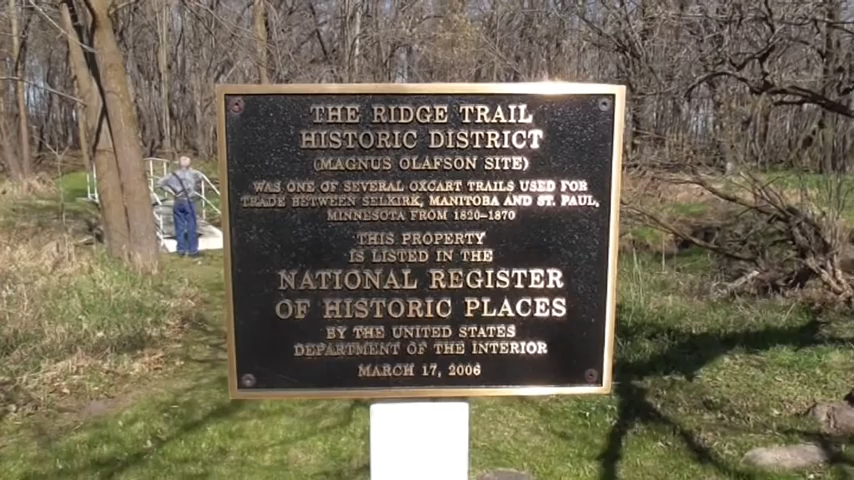 THE RIDGE TRAIL
HISTORIC DISTRICT
(MAGNUS OLAFSON SITE)
WAS ONE OF SEVERAL OXCART TRAILS USED FOR
TRADE BETWEEN SELKIRK, MANITOBA AND ST. PAUL,
MINNESOTA FROM 1820-1870
THIS PROPERTY
IS LISTED IN THE
NATIONAL REGISTER
OF HISTORIC PLACES
BY THE UNITED STATES
DEPARTMENT OF THE INTERIOR
MARCH 17, 2006